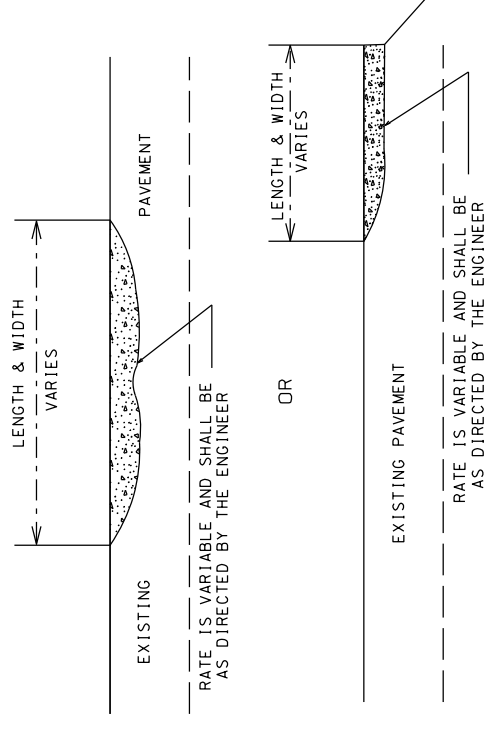 LENGTH & WIDTH
VARIES
EXISTING
PAVEMENT
RATE IS VARIABLE AND SHALL BE
AS DIRECTED BY THE ENGINEER
OR
LENGTH & WIDTH
VARIES
EXISTING PAVEMENT
RATE IS VARIABLE AND SHALL BE
AS DIRECTED BY THE ENGINEER